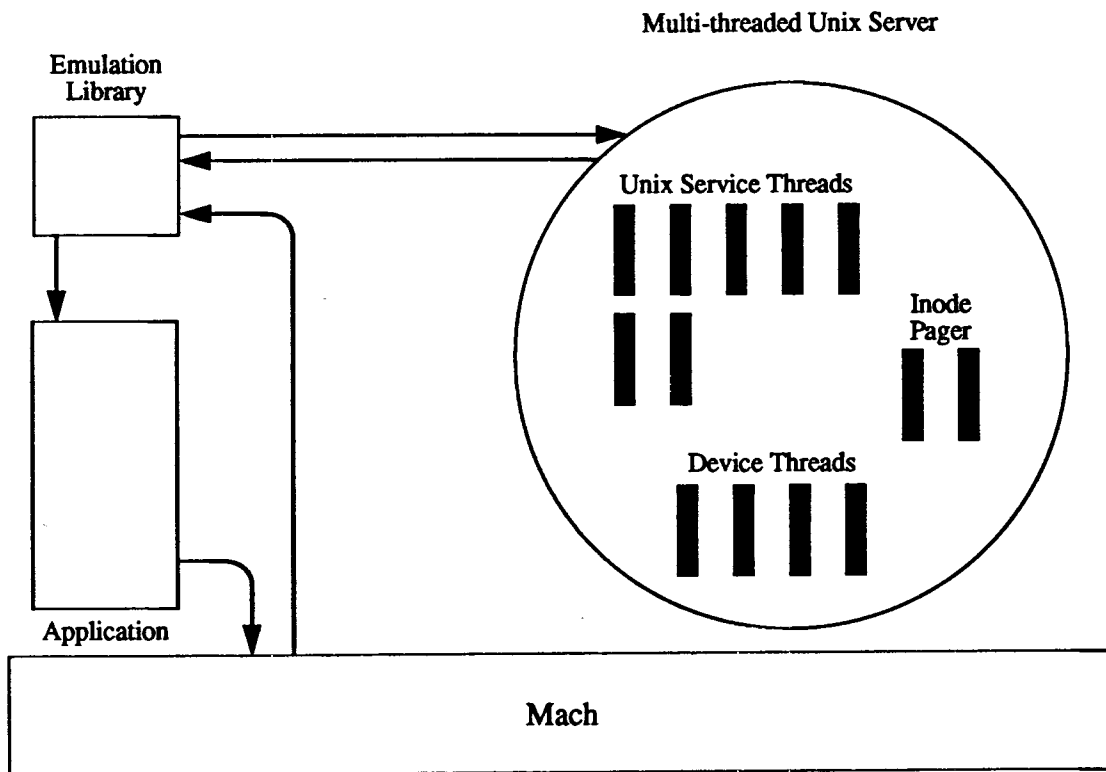 Multi-threaded Unix Server
Emulation
Library
Unix Service Threads
Inode
Pager
Device Threads
Application
Mach